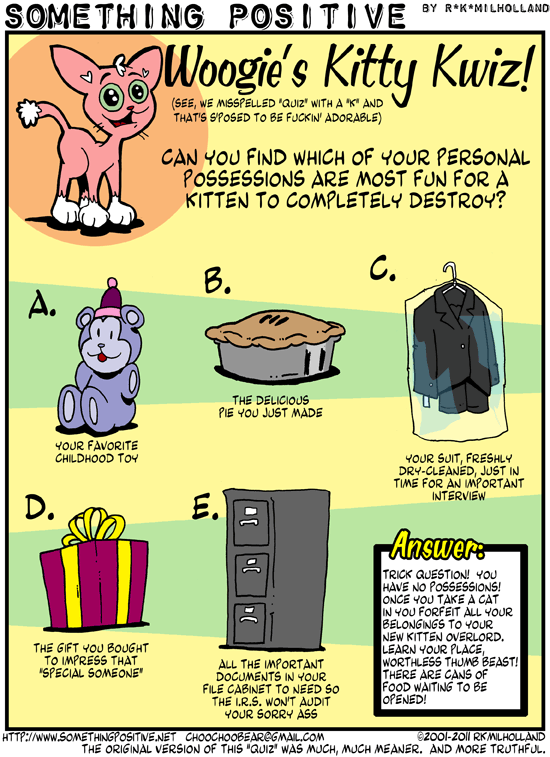 SOMETHING POSITIVE BY R*K*MILHOLLAND
Woogie's Kitty Kwiz!
(SEE, WE MISSPELLED "QUIZ" WITH A "K" AND
THAT'S S'POSED TO BE FUCKIN' ADORABLE)
CAN YOU FIND WHICH OF YOUR PERSONAL
POSSESSIONS ARE MOST FUN FOR A
KITTEN TO COMPLETELY DESTROY?
A.
YOUR FAVORITE
CHILDHOOD TOY
B.
THE DELICIOUS
PIE YOU JUST MADE
C.
YOUR SUIT, FRESHLY
DRY-CLEANED, JUST IN
TIME FOR AN IMPORTANT
INTERVIEW
D.
THE GIFT YOU BOUGHT
TO IMPRESS THAT
"SPECIAL SOMEONE"
E.
ALL THE IMPORTANT
DOCUMENTS IN YOUR
FILE CABINET TO NEED SO
THE I.R.S. WON'T AUDIT
YOUR SORRY ASS
Answer:
TRICK QUESTION! YOU
HAVE NO POSSESSIONS!
ONCE YOU TAKE A CAT
IN YOU FORFEIT ALL YOUR
BELONGINGS TO YOUR
NEW KITTEN OVERLORD.
LEARN YOUR PLACE,
WORTHLESS THUMB BEAST!
THERE ARE CANS OF
FOOD WAITING TO BE
OPENED!
HTTP://WWW.SOMETHINGPOSITIVE.NET CHOOCHOOBEAR@GMAIL.COM ©2001-2011 RKMILHOLLAND
THE ORIGINAL VERSION OF THIS "QUIZ" WAS MUCH, MUCH MEANER. AND MORE TRUTHFUL.